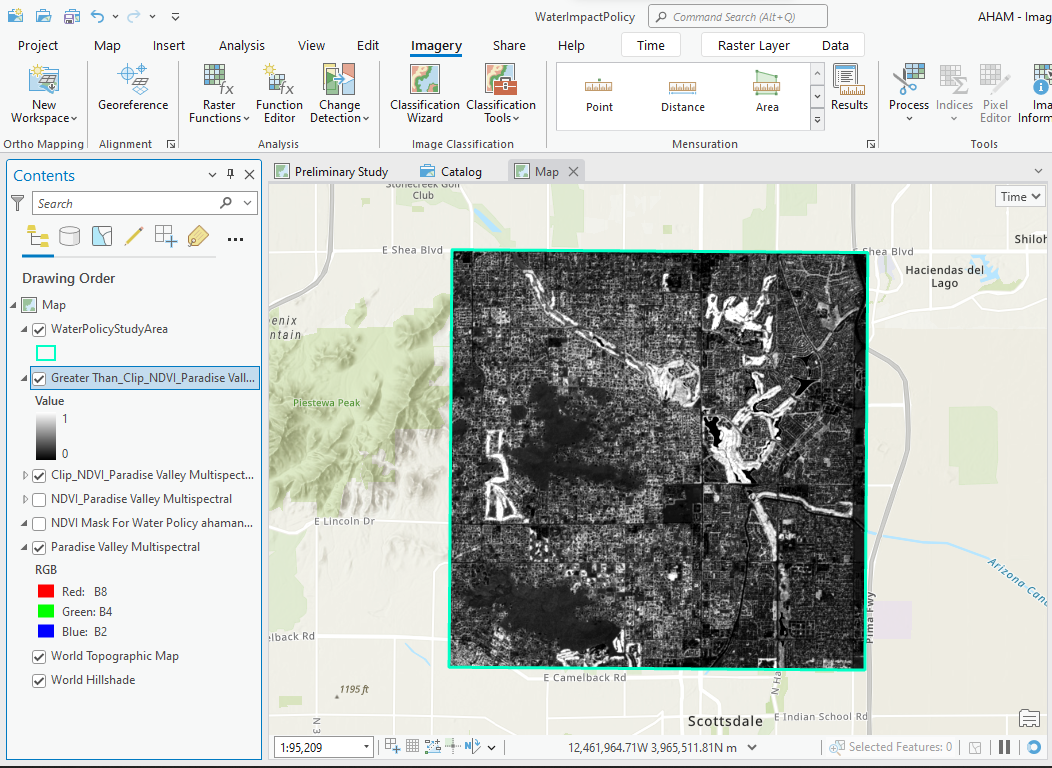 WaterImpactPolicy
Command Search (Alt+Q)
AHAM - Imag
Project
Map
Insert
Analysis
View
Edit
Imagery
Share
Help
Time
Raster Layer
Data
New
Workspace
Georeference
Raster
Functions
Function
Editor
Change
Detection
Classification
Wizard
Classification
Tools
Point
Distance
Area
Results
Process
Indices
Pixel
Editor
Ima
Inform
Ortho Mapping
Alignment
Analysis
Image Classification
Mensuration
Tools
Contents
Search
Drawing Order
Map
WaterPolicyStudyArea
Greater Than_Clip_NDVI_Paradise Vall...
Value
1
0
Clip_NDVI_Paradise Valley Multispect...
NDVI_Paradise Valley Multispectral
NDVI Mask For Water Policy ahaman...
Paradise Valley Multispectral
RGB
Red: B8
Green: B4
Blue: B2
World Topographic Map
World Hillshade
Preliminary Study
Catalog
Map
Time
Stonecreek Golf
Club
E Shea Blvd
E Shea Blvd
Shiloh
Haciendas del
Lago
enix
ntain
Piestewa Peak
E Lincoln Dr
Arizona Can
Pima Fwy
elback Rd
E Camelback Rd
1195 ft
N 3
N Ha
Scottsdale
E Indian School Rd
1:95,209
12,461,964.71W 3,965,511.81N m
Selected Features: 0